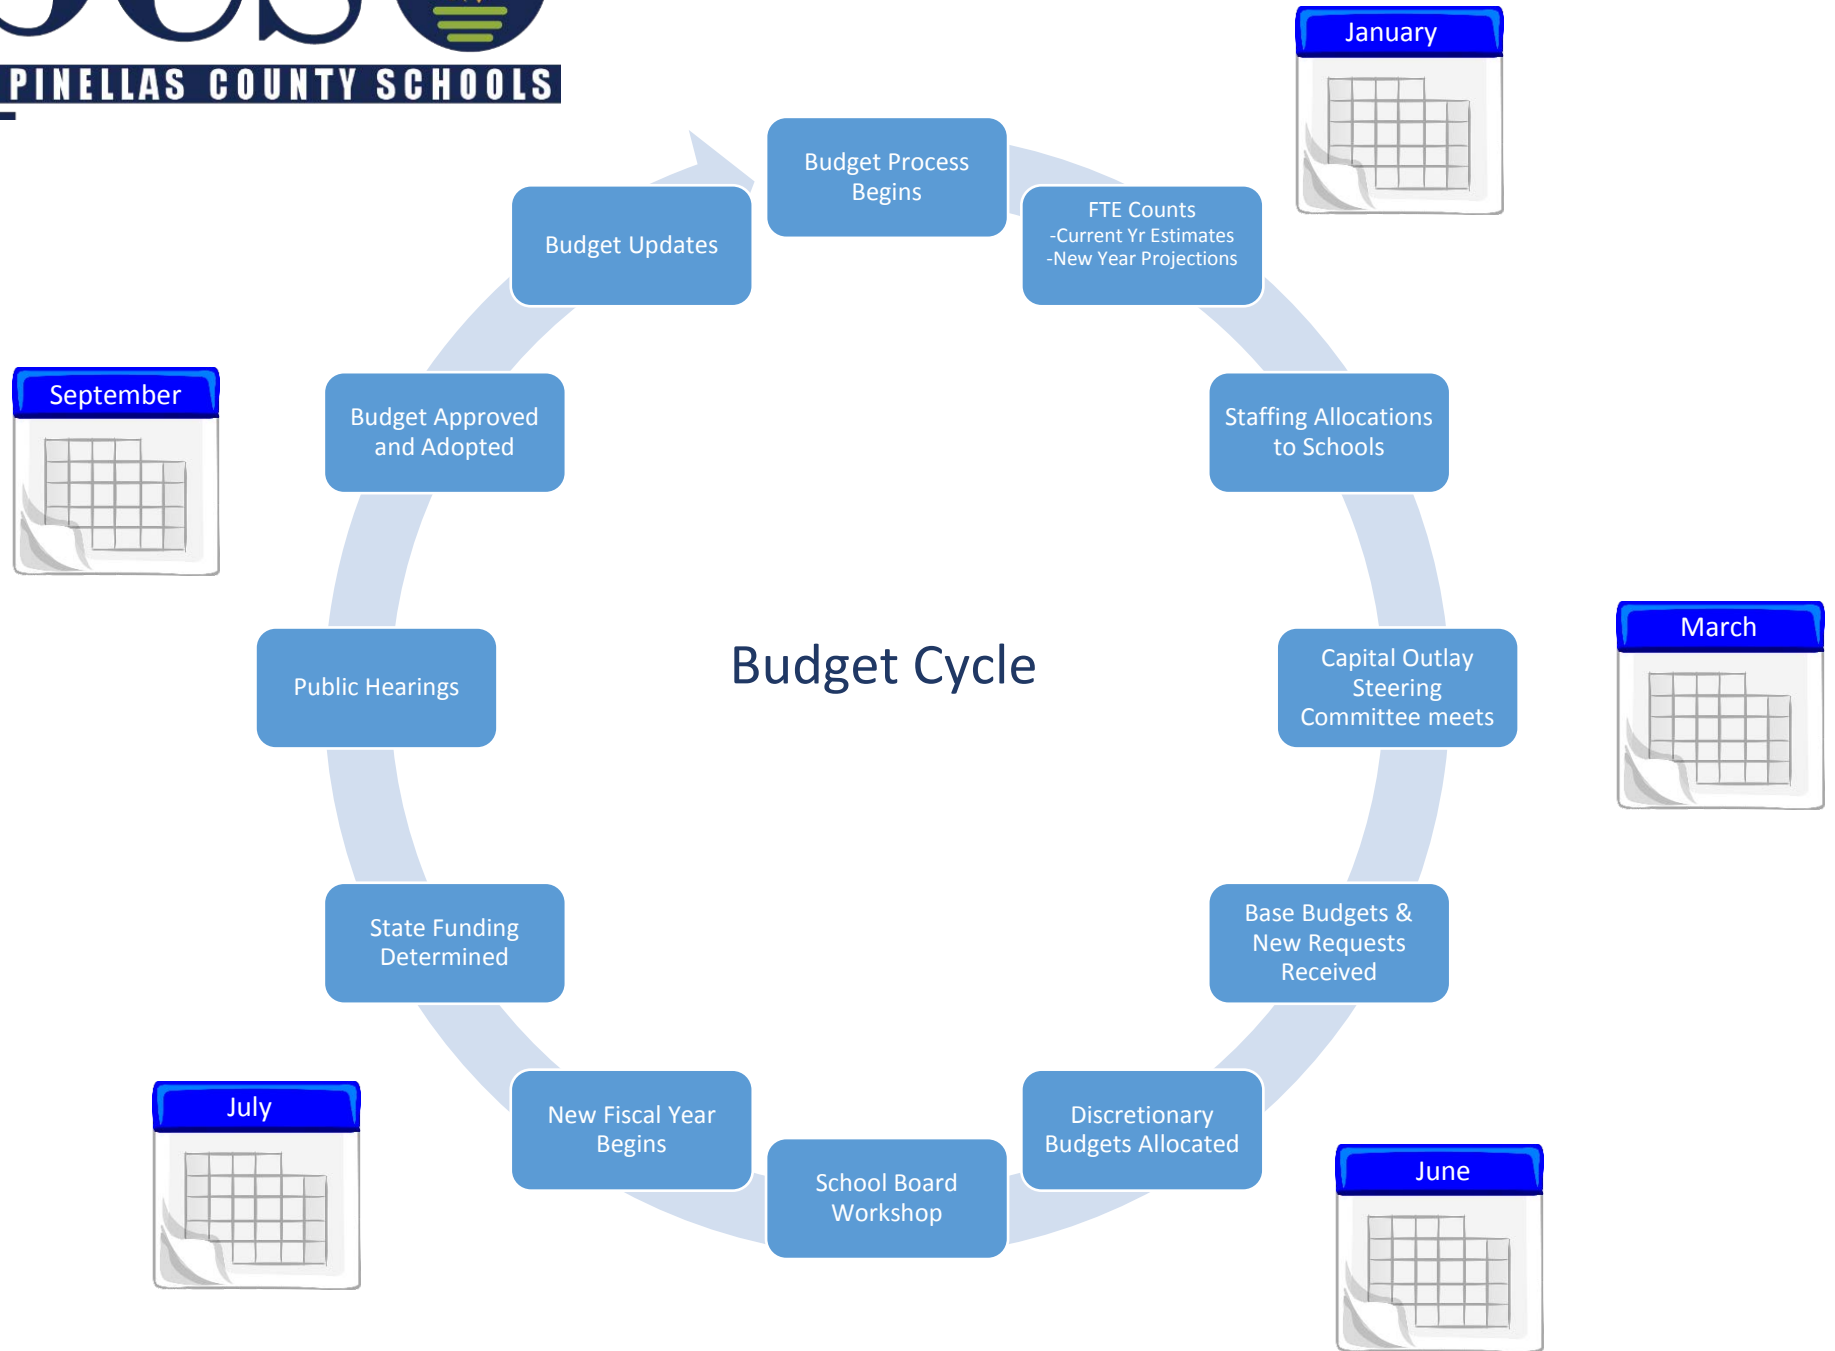 PINELLAS COUNTY SCHOOLS
January
Budget Process
Begins
FTE Counts
-Current Yr Estimates
-New Year Projections
Staffing Allocations
to Schools
March
Capital Outlay
Steering
Committee meets
Base Budgets &
New Requests
Received
Discretionary
Budgets Allocated
June
School Board
Workshop
New Fiscal Year
Begins
July
State Funding
Determined
Public Hearings
September
Budget Approved
and Adopted
Budget Updates
Budget Cycle